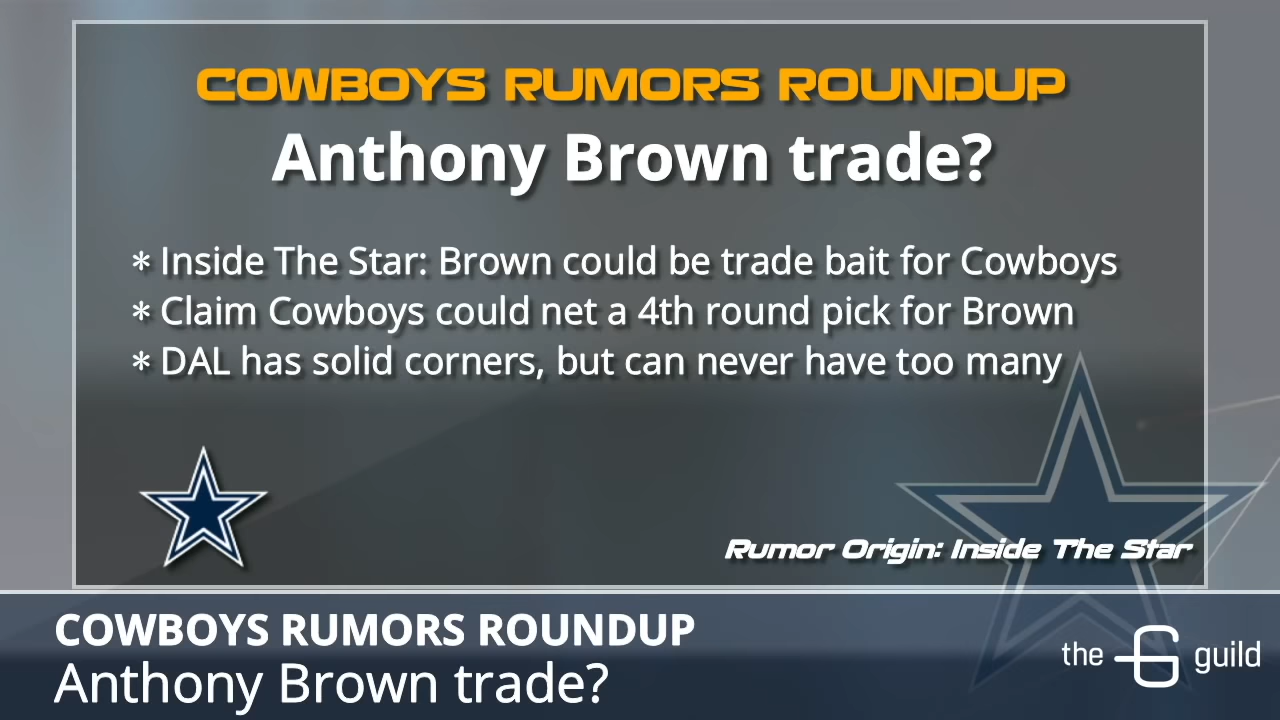 COWBOYS RUMORS ROUNDUP
Anthony Brown trade?
* Inside The Star: Brown could be trade bait for Cowboys
* Claim Cowboys could net a 4th round pick for Brown
* DAL has solid corners, but can never have too many
Rumor Origin: Inside The Star
COWBOYS RUMORS ROUNDUP
Anthony Brown trade?
the G guild